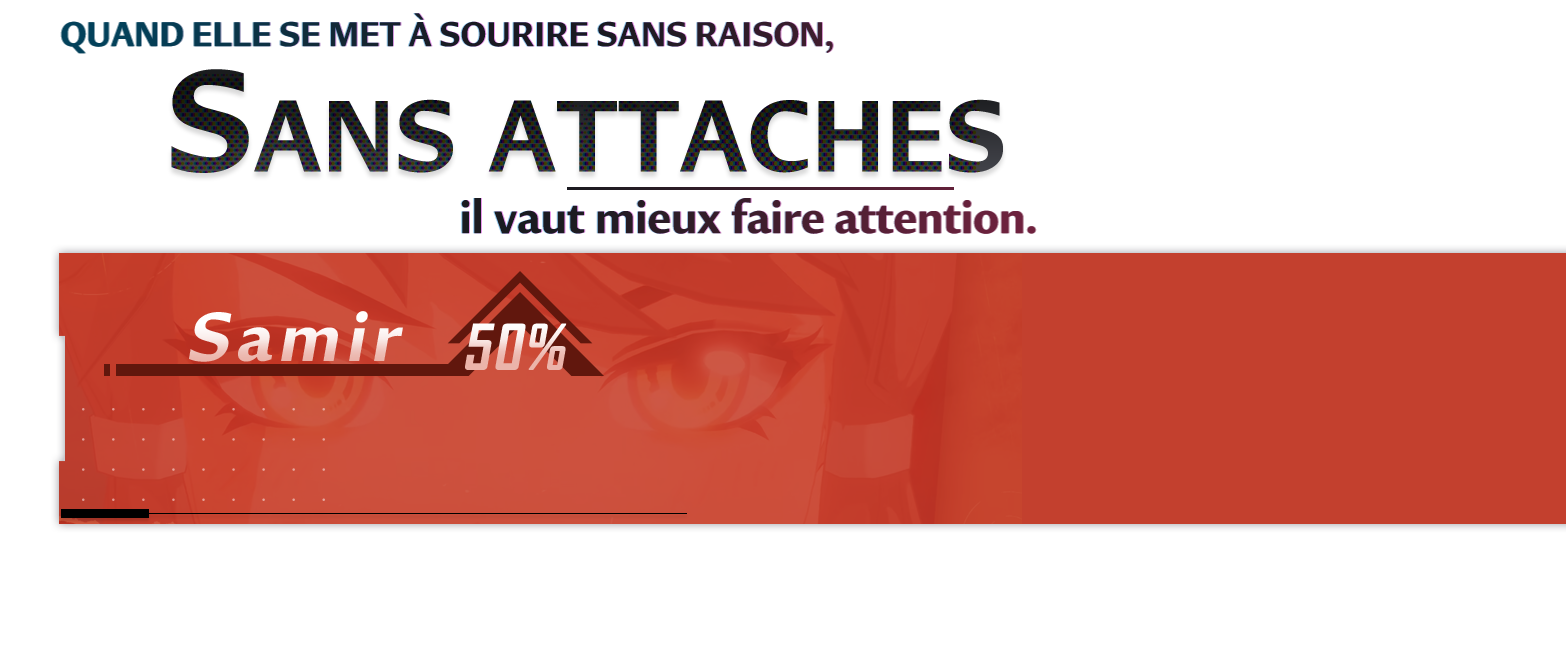 QUAND ELLE SE MET À SOURIRE SANS RAISON,
SANS ATTACHES
il vaut mieux faire attention.
Samir 50%